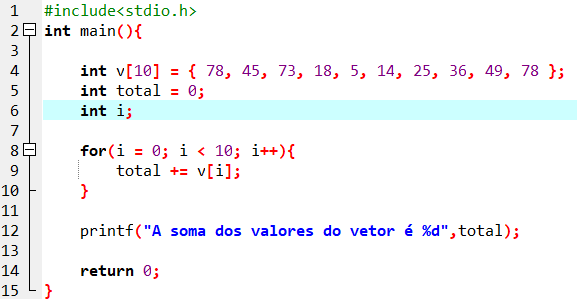 1 #include<stdio.h>
2 int main(){
3
4 int v[10] = { 78, 45, 73, 18, 5, 14, 25, 36, 49, 78 };
5 int total = 0;
6 int i;
7
8 for(i = 0; i < 10; i++){
9 total += v[i];
10 }
11
12 printf("A soma dos valores do vetor é %d",total);
13
14 return 0;
15 }